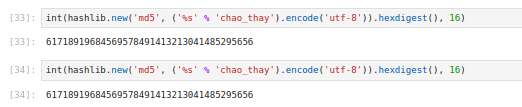 [33]: int(hashlib.new('md5', ('%s' % 'chao_thay').encode('utf-8')).hexdigest(), 16)
[33]: 61718919684569578491413213041485295656
[34]: int(hashlib.new('md5', ('%s' % 'chao_thay').encode('utf-8')).hexdigest(), 16)
[34]: 61718919684569578491413213041485295656